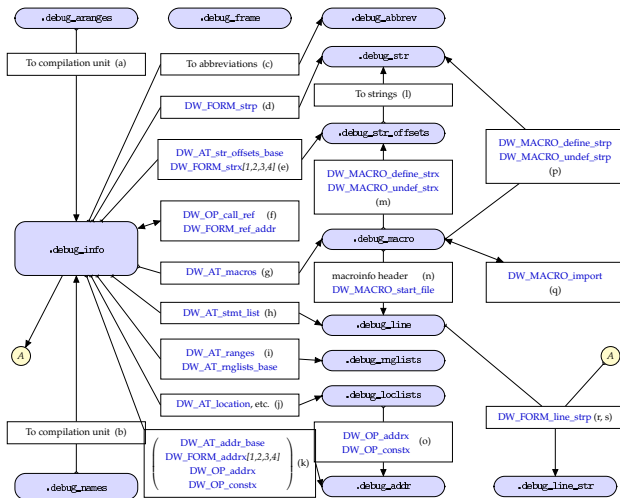 .debug_aranges
.debug_frame
.debug_abbrev
To compilation unit (a)
To abbreviations (c)
.debug_str
DW_FORM_strp (d)
To strings (l)
.debug_str_offsets
DW_AT_str_offsets_base
DW_FORM_strx[1,2,3,4] (e)
DW_MACRO_define_strp
DW_MACRO_undef_strp
(p)
DW_MACRO_define_strx
DW_MACRO_undef_strx
(m)
DW_OP_call_ref (f)
DW_FORM_ref_addr
.debug_info
.debug_macro
DW_AT_macros (g)
macroinfo header (n)
DW_MACRO_start_file
DW_MACRO_import
(q)
DW_AT_stmt_list (h)
.debug_line
A
DW_AT_ranges (i)
DW_AT_rnglists_base
.debug_rnglists
A
DW_AT_location, etc. (j)
.debug_loclists
DW_FORM_line_strp (r, s)
To compilation unit (b)
DW_AT_addr_base
DW_FORM_addrx[1,2,3,4]
DW_OP_addrx
DW_OP_constx
(k)
DW_OP_addrx (o)
DW_OP_constx
.debug_names
.debug_addr
.debug_line_str